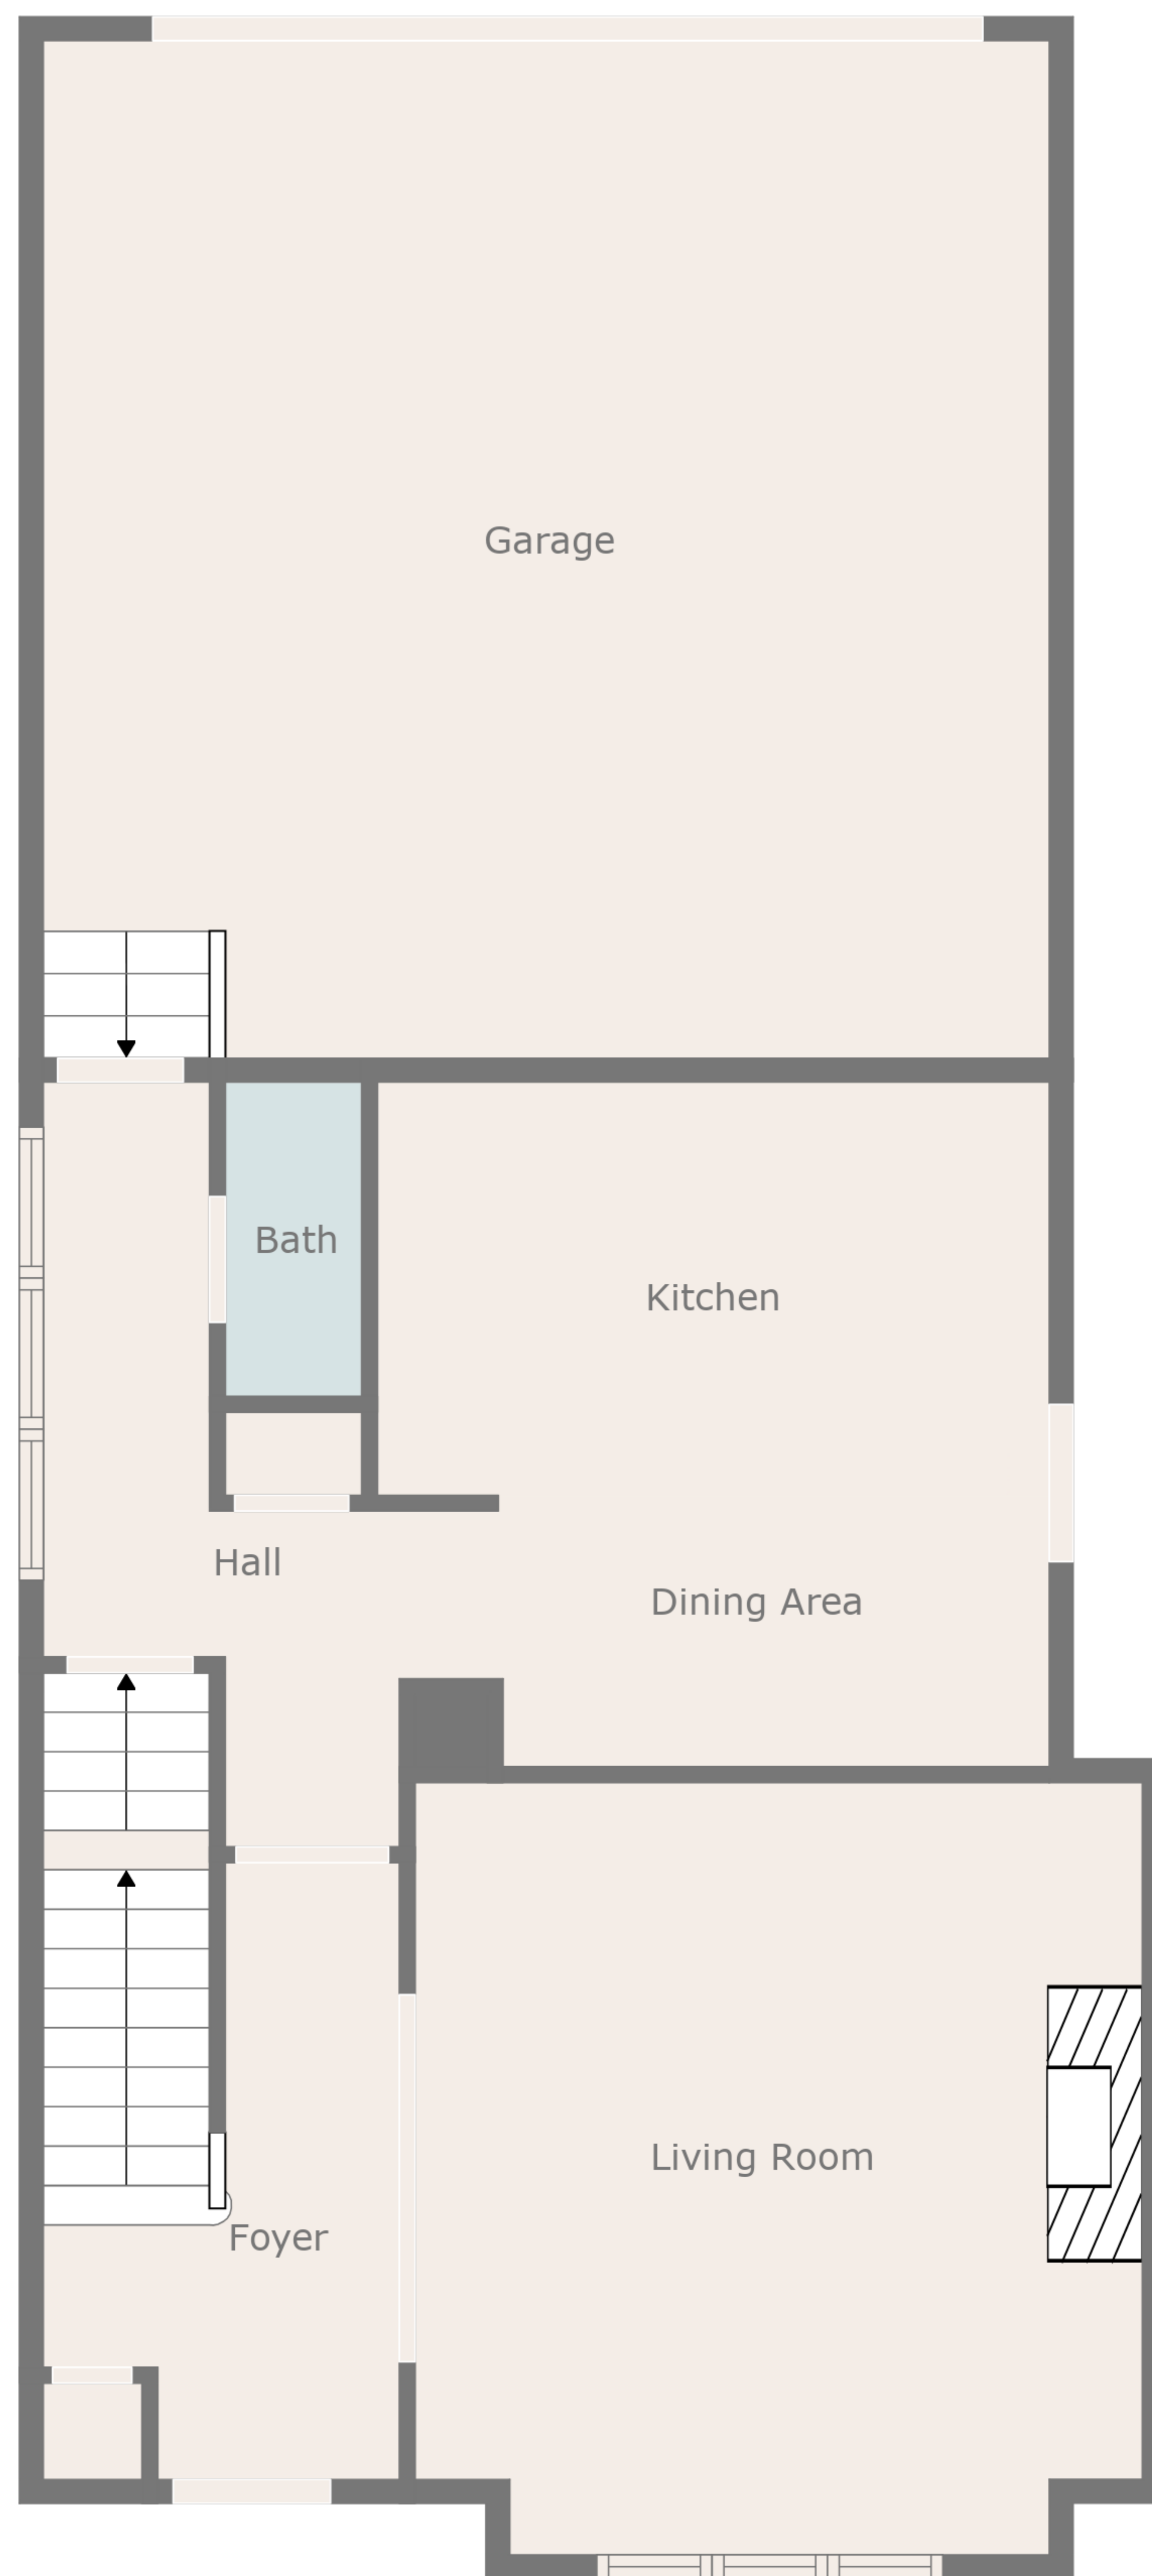 Garage
Bath
Kitchen
Hall
Dining Area
Living Room
Foyer